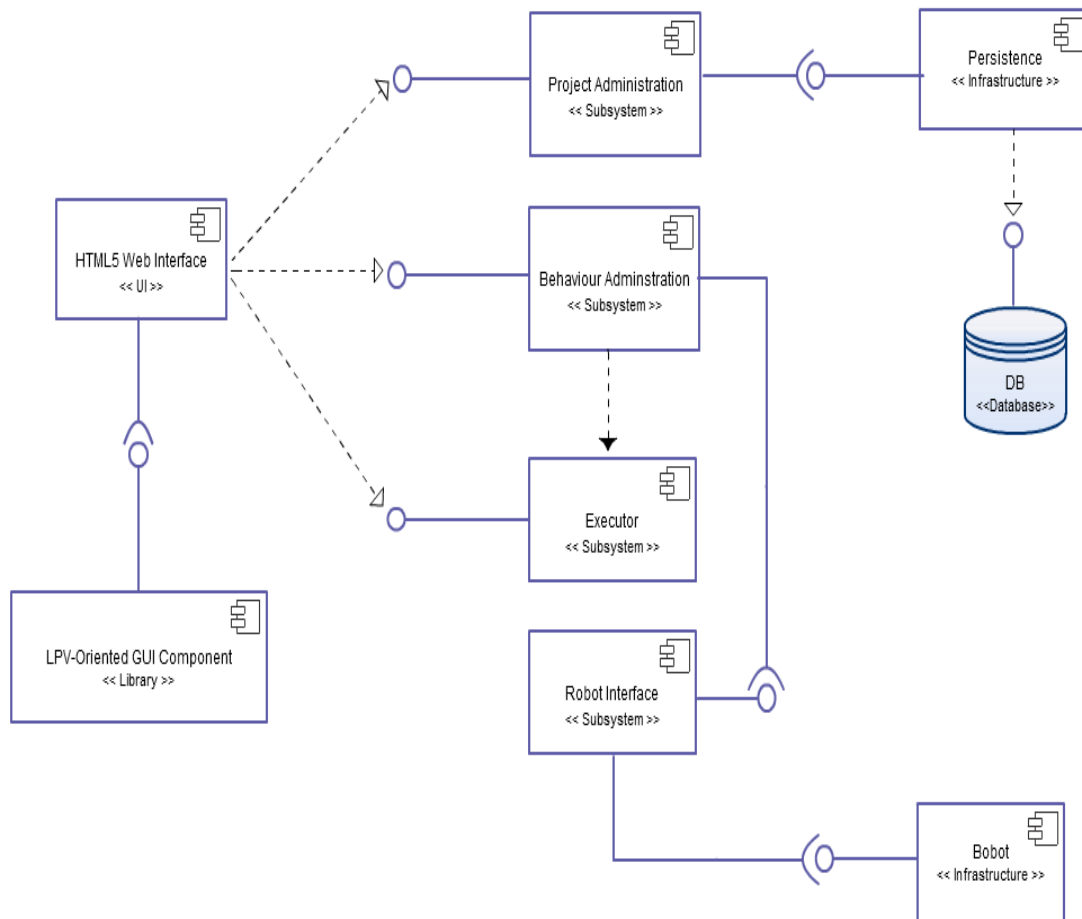 Project Administration
<< Subsystem >>
Persistence
<< Infrastructure >>
HTML5 Web Interface
<< UI >>
Behaviour Adminstration
<< Subsystem >>
DB
<<Database>>
Executor
<< Subsystem >>
LPV-Oriented GUI Component
<< Library >>
Robot Interface
<< Subsystem >>
Bobot
<< Infrastructure >>